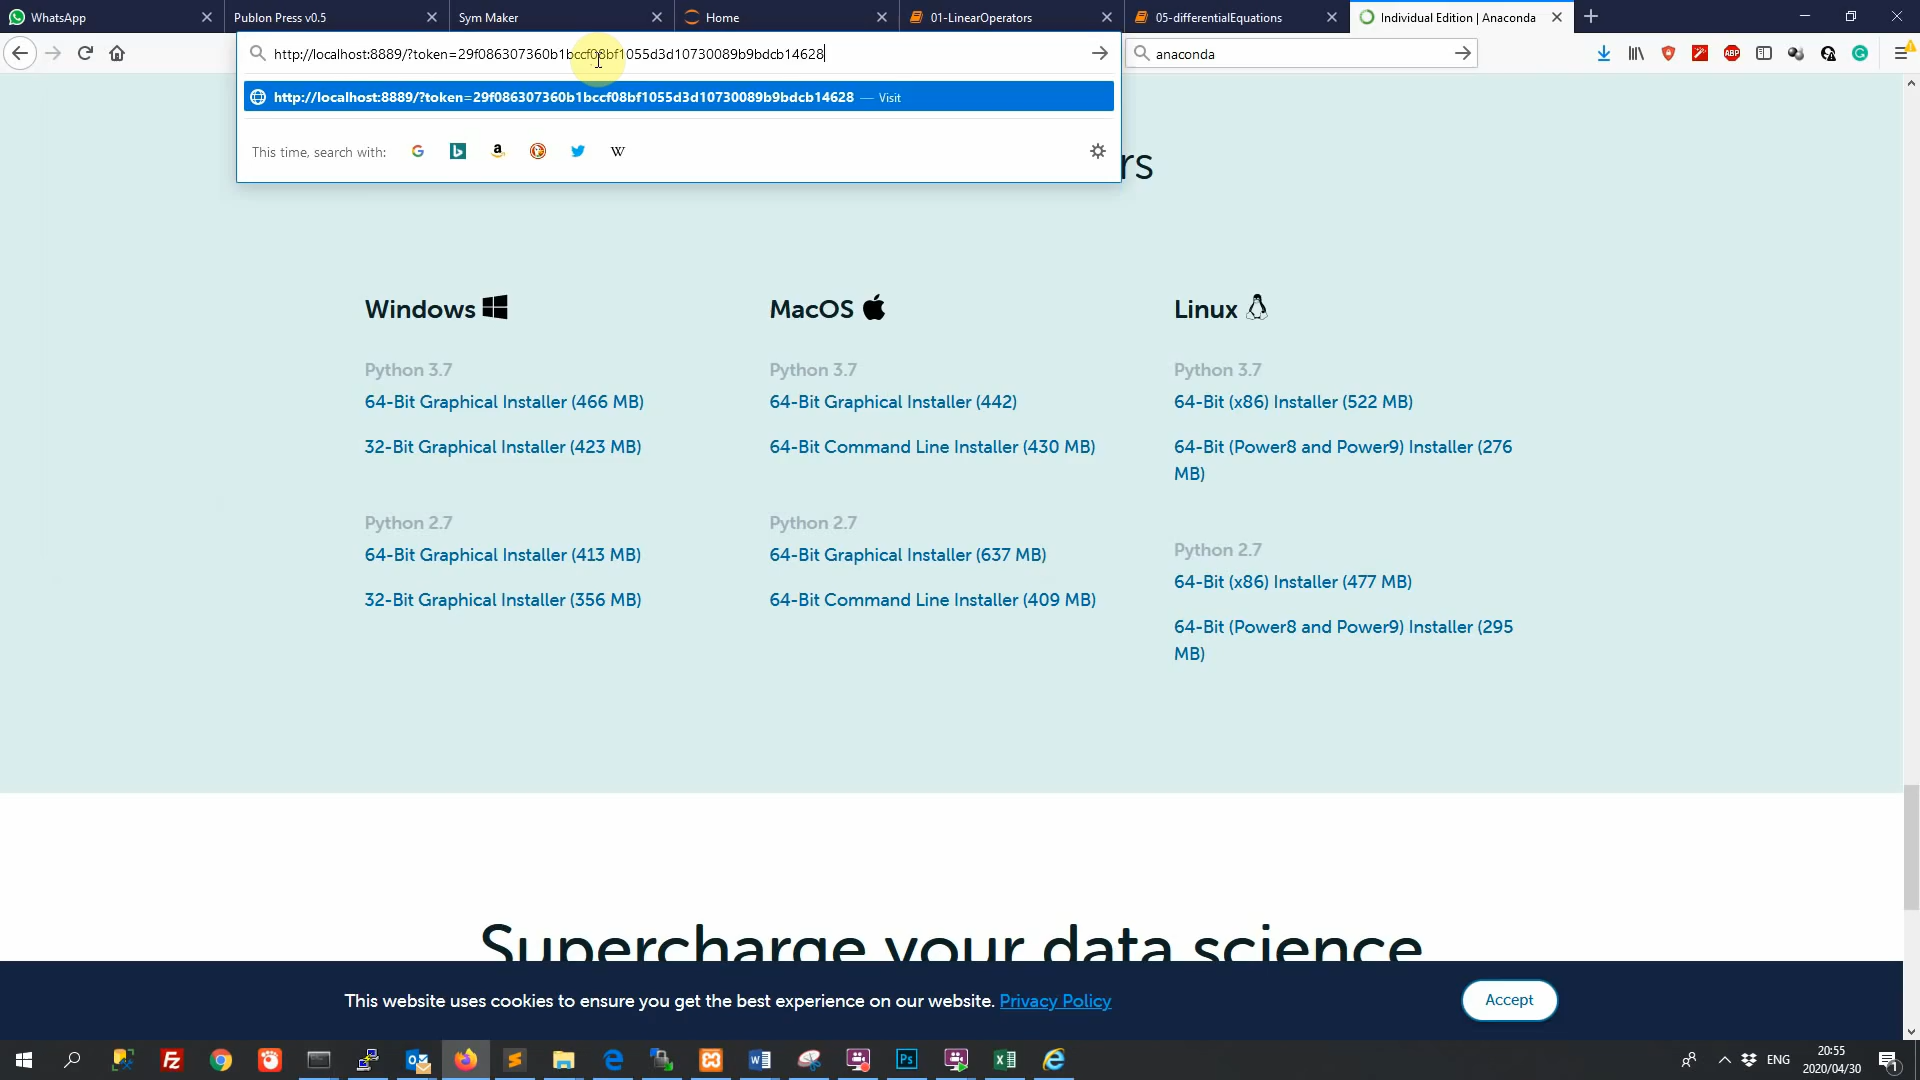 WhatsApp
Publon Press v0.5
Sym Maker
Home
01-LinearOperators
05-differentialEquations
Individual Edition | Anaconda
http://localhost:8889/?token=29f086307360b1bccf08bf1055d3d10730089b9bdcb14628
anaconda
http://localhost:8889/?token=29f086307360b1bccf08bf1055d3d10730089b9bdcb14628 — Visit
This time, search with:
rs
Windows
Python 3.7
64-Bit Graphical Installer (466 MB)
32-Bit Graphical Installer (423 MB)
Python 2.7
64-Bit Graphical Installer (413 MB)
32-Bit Graphical Installer (356 MB)
MacOS
Python 3.7
64-Bit Graphical Installer (442)
64-Bit Command Line Installer (430 MB)
Python 2.7
64-Bit Graphical Installer (637 MB)
64-Bit Command Line Installer (409 MB)
Linux
Python 3.7
64-Bit (x86) Installer (522 MB)
64-Bit (Power8 and Power9) Installer (276
MB)
Python 2.7
64-Bit (x86) Installer (477 MB)
64-Bit (Power8 and Power9) Installer (295
MB)
Supercharge your data science
This website uses cookies to ensure you get the best experience on our website. Privacy Policy
Accept
ENG
20:55
2020/04/30